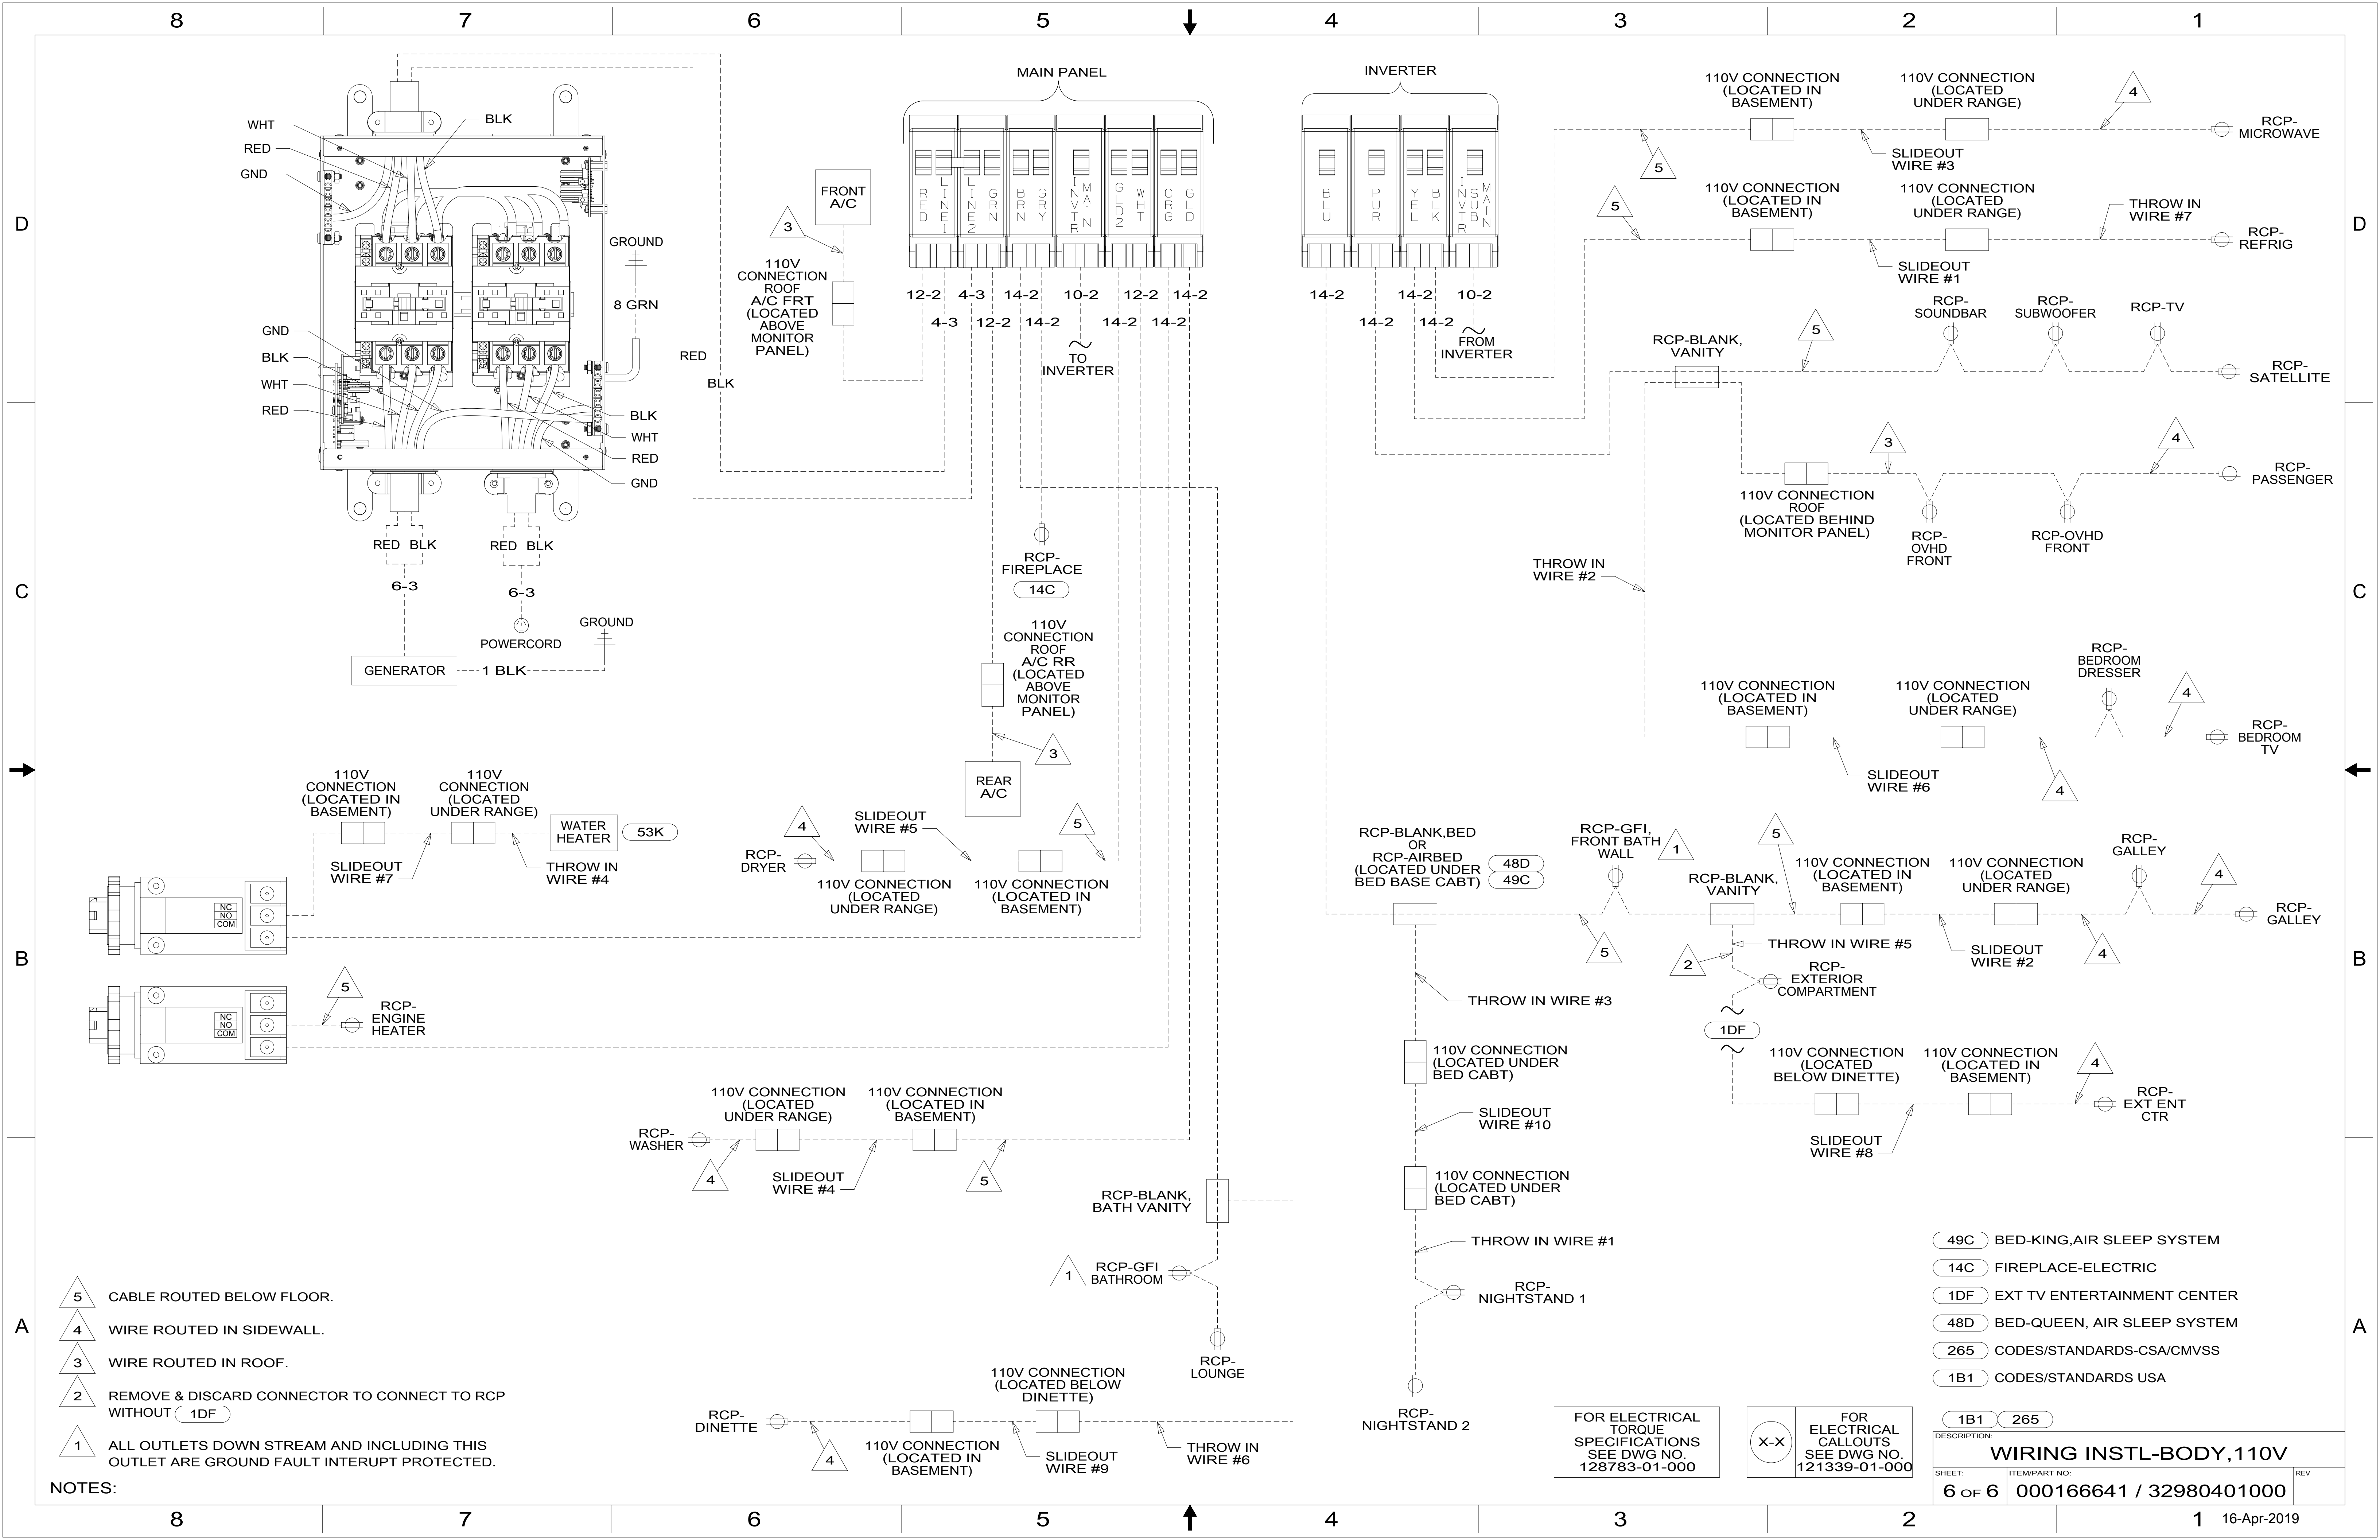 8 7 6 5 4 3 2 1
D
C
B
A
WHT
RED
GND
BLK
GROUND
8 GRN
GND
BLK
WHT
RED
BLK
WHT
RED
GND
RED BLK
RED BLK
6-3
6-3
POWERCORD
GROUND
GENERATOR
1 BLK
RED
BLK
MAIN PANEL
RED
LINE1
LINE2
GRN
BRN
GRY
INVTR
MAIN
GLD2
WHT
ORG
GLD
12-2 4-3 14-2 10-2 12-2 14-2
4-3 12-2 14-2 14-2 14-2
TO
INVERTER
FRONT
A/C
3
110V
CONNECTION
ROOF
A/C FRT
(LOCATED
ABOVE
MONITOR
PANEL)
RCP-
FIREPLACE
14C
110V
CONNECTION
ROOF
A/C RR
(LOCATED
ABOVE
MONITOR
PANEL)
3
REAR
A/C
INVERTER
BLU
PUR
YEL
BLK
INVTR
SUB
MAIN
14-2 14-2 10-2
14-2 14-2
FROM
INVERTER
110V CONNECTION
(LOCATED IN
BASEMENT)
110V CONNECTION
(LOCATED
UNDER RANGE)
4
RCP-
MICROWAVE
5
SLIDEOUT
WIRE #3
110V CONNECTION
(LOCATED IN
BASEMENT)
110V CONNECTION
(LOCATED
UNDER RANGE)
5
THROW IN
WIRE #7
RCP-
REFRIG
SLIDEOUT
WIRE #1
RCP-
SOUNDBAR
RCP-
SUBWOOFER
RCP-TV
5
RCP-BLANK,
VANITY
RCP-
SATELLITE
3
4
RCP-
PASSENGER
110V CONNECTION
ROOF
(LOCATED BEHIND
MONITOR PANEL)
RCP-
OVHD
FRONT
RCP-OVHD
FRONT
THROW IN
WIRE #2
RCP-
BEDROOM
DRESSER
110V CONNECTION
(LOCATED IN
BASEMENT)
110V CONNECTION
(LOCATED
UNDER RANGE)
4
RCP-
BEDROOM
TV
SLIDEOUT
WIRE #6
4
110V
CONNECTION
(LOCATED IN
BASEMENT)
110V
CONNECTION
(LOCATED
UNDER RANGE)
WATER
HEATER
53K
SLIDEOUT
WIRE #7
THROW IN
WIRE #4
NC
NO
COM
5
RCP-
ENGINE
HEATER
NC
NO
COM
4
SLIDEOUT
WIRE #5
5
RCP-
DRYER
110V CONNECTION
(LOCATED
UNDER RANGE)
110V CONNECTION
(LOCATED IN
BASEMENT)
RCP-BLANK,BED
OR
RCP-AIRBED
(LOCATED UNDER
BED BASE CABT)
48D
49C
RCP-GFI,
FRONT BATH
WALL
1
5
RCP-BLANK,
VANITY
110V CONNECTION
(LOCATED IN
BASEMENT)
110V CONNECTION
(LOCATED
UNDER RANGE)
RCP-
GALLEY
4
RCP-
GALLEY
5
2
THROW IN WIRE #5
SLIDEOUT
WIRE #2
4
RCP-
EXTERIOR
COMPARTMENT
1DF
THROW IN WIRE #3
110V CONNECTION
(LOCATED UNDER
BED CABT)
110V CONNECTION
(LOCATED
BELOW DINETTE)
110V CONNECTION
(LOCATED IN
BASEMENT)
4
RCP-
EXT ENT
CTR
SLIDEOUT
WIRE #8
SLIDEOUT
WIRE #10
110V CONNECTION
(LOCATED UNDER
BED CABT)
THROW IN WIRE #1
RCP-
NIGHTSTAND 1
RCP-
NIGHTSTAND 2
110V CONNECTION
(LOCATED
UNDER RANGE)
110V CONNECTION
(LOCATED IN
BASEMENT)
RCP-
WASHER
4
SLIDEOUT
WIRE #4
5
RCP-BLANK,
BATH VANITY
1
RCP-GFI
BATHROOM
RCP-
LOUNGE
110V CONNECTION
(LOCATED BELOW
DINETTE)
RCP-
DINETTE
4
110V CONNECTION
(LOCATED IN
BASEMENT)
SLIDEOUT
WIRE #9
THROW IN
WIRE #6
5 CABLE ROUTED BELOW FLOOR.
4 WIRE ROUTED IN SIDEWALL.
3 WIRE ROUTED IN ROOF.
2 REMOVE & DISCARD CONNECTOR TO CONNECT TO RCP
WITHOUT 1DF
1 ALL OUTLETS DOWN STREAM AND INCLUDING THIS
OUTLET ARE GROUND FAULT INTERUPT PROTECTED.
NOTES:
49C BED-KING,AIR SLEEP SYSTEM
14C FIREPLACE-ELECTRIC
1DF EXT TV ENTERTAINMENT CENTER
48D BED-QUEEN, AIR SLEEP SYSTEM
265 CODES/STANDARDS-CSA/CMVSS
1B1 CODES/STANDARDS USA
1B1 265
FOR ELECTRICAL
TORQUE
SPECIFICATIONS
SEE DWG NO.
128783-01-000
X-X
FOR
ELECTRICAL
CALLOUTS
SEE DWG NO.
121339-01-000
DESCRIPTION:
WIRING INSTL-BODY,110V
SHEET:
6 OF 6
ITEM/PART NO:
000166641 / 32980401000
REV
D
C
B
A
8 7 6 5 4 3 2 1
16-Apr-2019